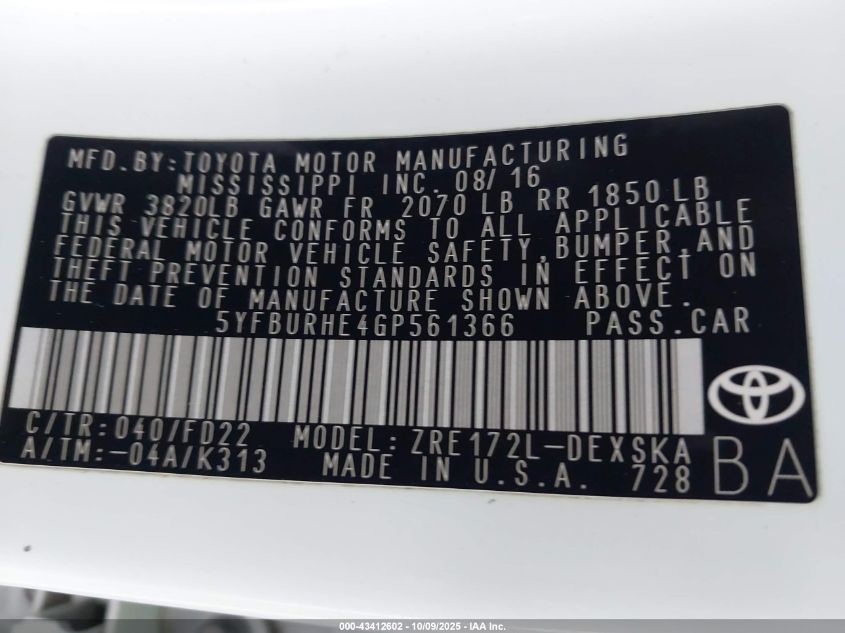 MFD. BY: TOYOTA MOTOR MANUFACTURING
MISSISSIPPI INC. 08/ 16
GVWR 3820LB GAWR FR 2070 LB RR 1850 LB
THIS VEHICLE CONFORMS TO ALL APPLICABLE
FEDERAL MOTOR VEHICLE SAFETY, BUMPER, AND
THEFT PREVENTION STANDARDS IN EFFECT ON
THE DATE OF MANUFACTURE SHOWN ABOVE.
5YFBURHE4GP561366 PASS. CAR
C/TR: 040/FD22 MODEL: ZRE172L-DEXSKA
A/TM: -04A/K313 MADE IN U.S.A. 728
BA
000-43412602 - 10/09/2025 - IAA Inc.